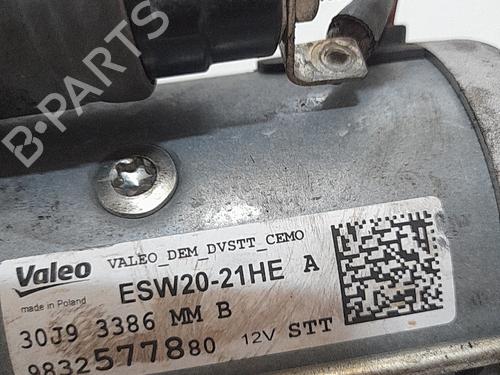 B-PARTS
VALEO_DEM_DVSTT_CEMO
Valeo
made in Poland
ESW20-21HE A
30J9 3386 MM B
12V STT
9832577880